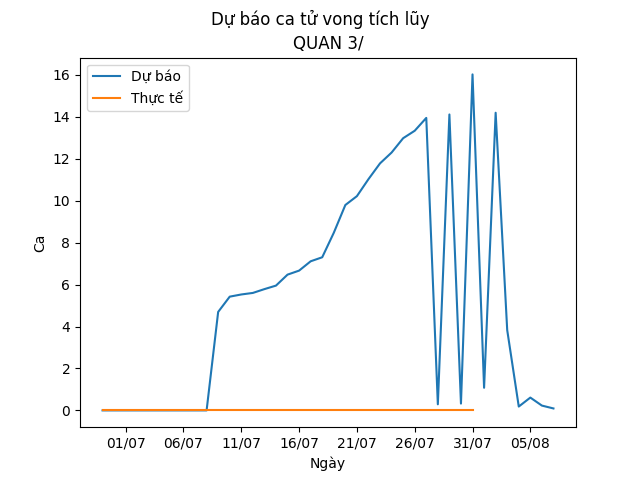 Dự báo ca tử vong tích lũy
QUAN 3/
Dự báo
Thực tế
Ca
16
14
12
10
8
6
4
2
0
01/07 06/07 11/07 16/07 21/07 26/07 31/07 05/08
Ngày